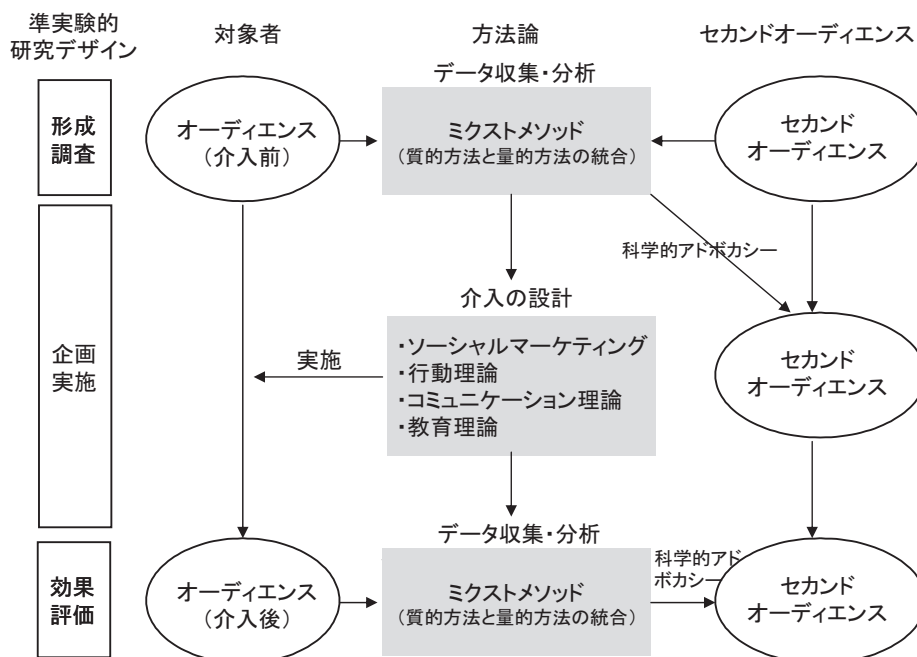 準実験的
研究デザイン
対象者
方法論
セカンドオーディエンス
データ収集・分析
形成
調査
オーディエンス
（介入前）
ミクストメソッド
（質的方法と量的方法の統合）
セカンド
オーディエンス
科学的アドボカシー
介入の設計
企画
実施
実施
・ソーシャルマーケティング
・行動理論
・コミュニケーション理論
・教育理論
セカンド
オーディエンス
データ収集・分析
効果
評価
オーディエンス
（介入後）
ミクストメソッド
（質的方法と量的方法の統合）
科学的アド
ボカシー
セカンド
オーディエンス